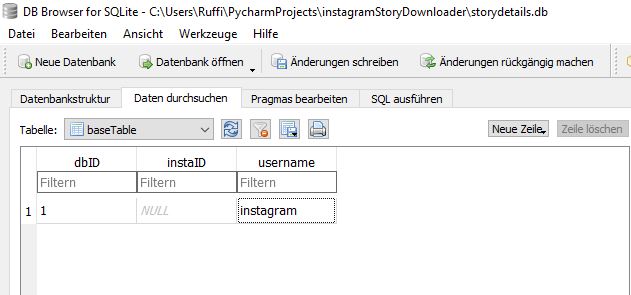 DB Browser for SQLite - C:\Users\Ruffi\PycharmProjects\instagramStoryDownloader\storydetails.db
Datei Bearbeiten Ansicht Werkzeuge Hilfe
Neue Datenbank Datenbank öffnen Änderungen schreiben Änderungen rückgängig machen
Datenbankstruktur Daten durchsuchen Pragmas bearbeiten SQL ausführen
Tabelle: baseTable Neue Zeile Zeile löschen
dbID instaID username
Filtern Filtern Filtern
1 1 NULL instagram